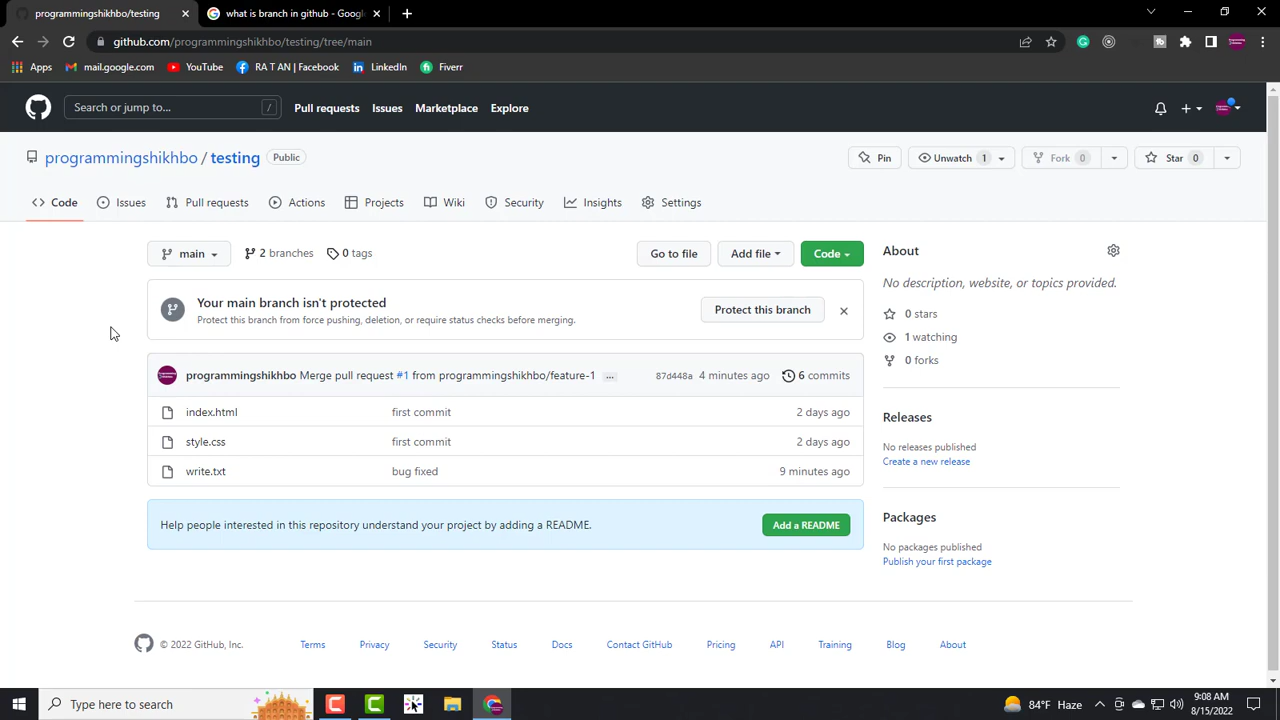 programmingshikhbo/testing
what is branch in github - Goog
github.com/programmingshikhbo/testing/tree/main
Apps
mail.google.com
YouTube
RA T AN | Facebook
LinkedIn
Fiverr
Search or jump to...
/
Pull requests
Issues
Marketplace
Explore
programmingshikhbo / testing
Public
Pin
Unwatch 1
Fork 0
Star 0
Code
Issues
Pull requests
Actions
Projects
Wiki
Security
Insights
Settings
main
2 branches
0 tags
Go to file
Add file
Code
About
No description, website, or topics provided.
Your main branch isn't protected
Protect this branch from force pushing, deletion, or require status checks before merging.
Protect this branch
0 stars
1 watching
0 forks
programmingshikhbo Merge pull request #1 from programmingshikhbo/feature-1 ...
87d448a 4 minutes ago
6 commits
index.html first commit 2 days ago
style.css first commit 2 days ago
write.txt bug fixed 9 minutes ago
Releases
No releases published
Create a new release
Help people interested in this repository understand your project by adding a README.
Add a README
Packages
No packages published
Publish your first package
© 2022 GitHub, Inc.
Terms
Privacy
Security
Status
Docs
Contact GitHub
Pricing
API
Training
Blog
About
Type here to search
84°F Haze
9:08 AM
8/15/2022